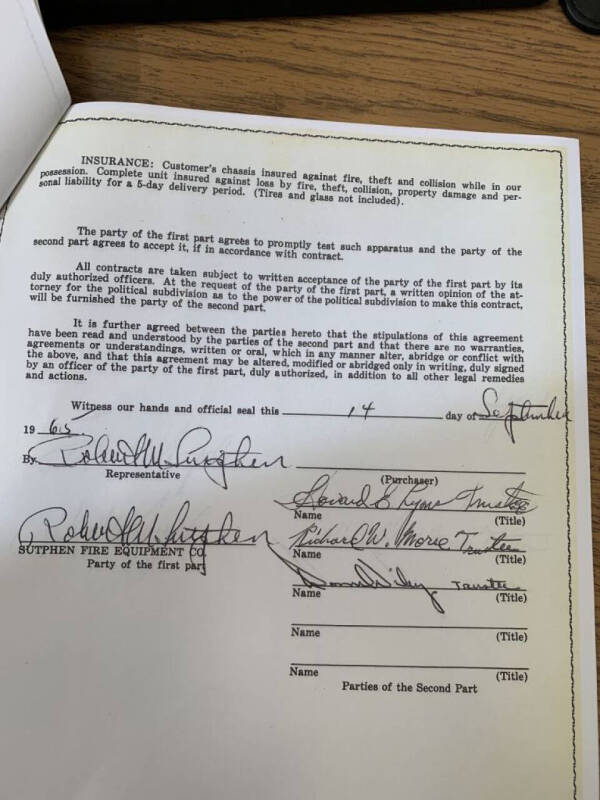 INSURANCE: Customer's chassis insured against fire, theft and collision while in our
possession. Complete unit insured against loss by fire, theft, collision, property damage and per-
sonal liability for a 5-day delivery period. (Tires and glass not included).
The party of the first part agrees to promptly test such apparatus and the party of the
second part agrees to accept it, if in accordance with contract.
All contracts are taken subject to written acceptance of the party of the first part by its
duly authorized officers. At the request of the party of the first part, a written opinion of the at-
torney for the political subdivision as to the power of the political subdivision to make this contract,
will be furnished the party of the second part.
It is further agreed between the parties hereto that the stipulations of this agreement
have been read and understood by the parties of the second part and that there are no warranties,
agreements or understandings, written or oral, which in any manner alter, abridge or conflict with
the above, and that this agreement may be altered, modified or abridged only in writing, duly signed
by an officer of the party of the first part, duly authorized, in addition to all other legal remedies
and actions.
Witness our hands and official seal this 14 day of September
1965
By Robert M Sutphen
Representative
(Purchaser)
Howard E Trustee
Name (Title)
Robert M Sutphen
SUTPHEN FIRE EQUIPMENT CO.
Party of the first part
Richard W. Morse Trustee
Name (Title)
Wiley Trustee
Name (Title)
Name (Title)
Name (Title)
Parties of the Second Part